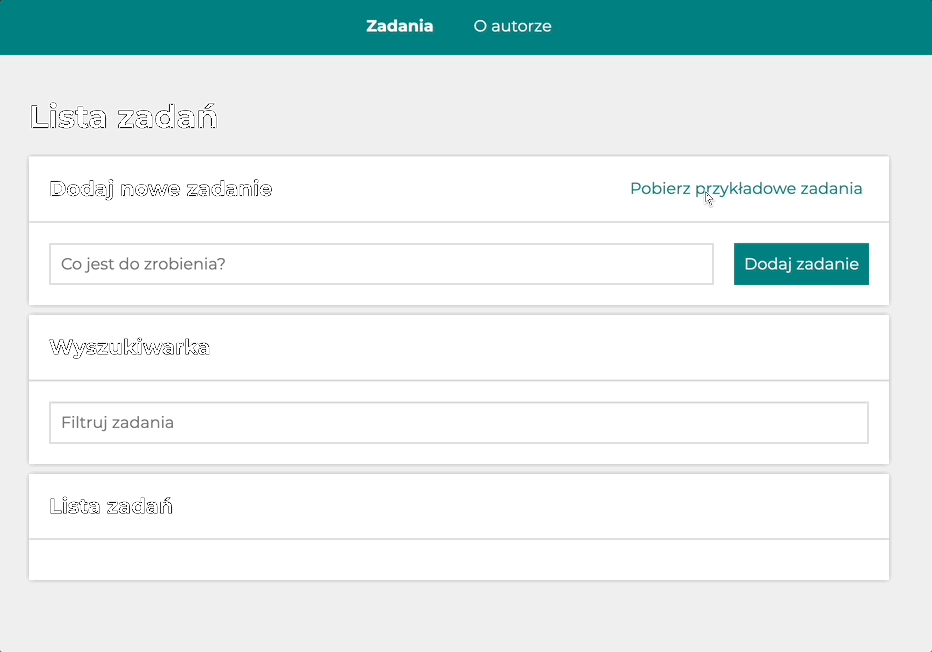 Zadania O autorze
Lista zadań
Dodaj nowe zadanie Pobierz przykładowe zadania
Co jest do zrobienia? Dodaj zadanie
Wyszukiwarka
Filtruj zadania
Lista zadań